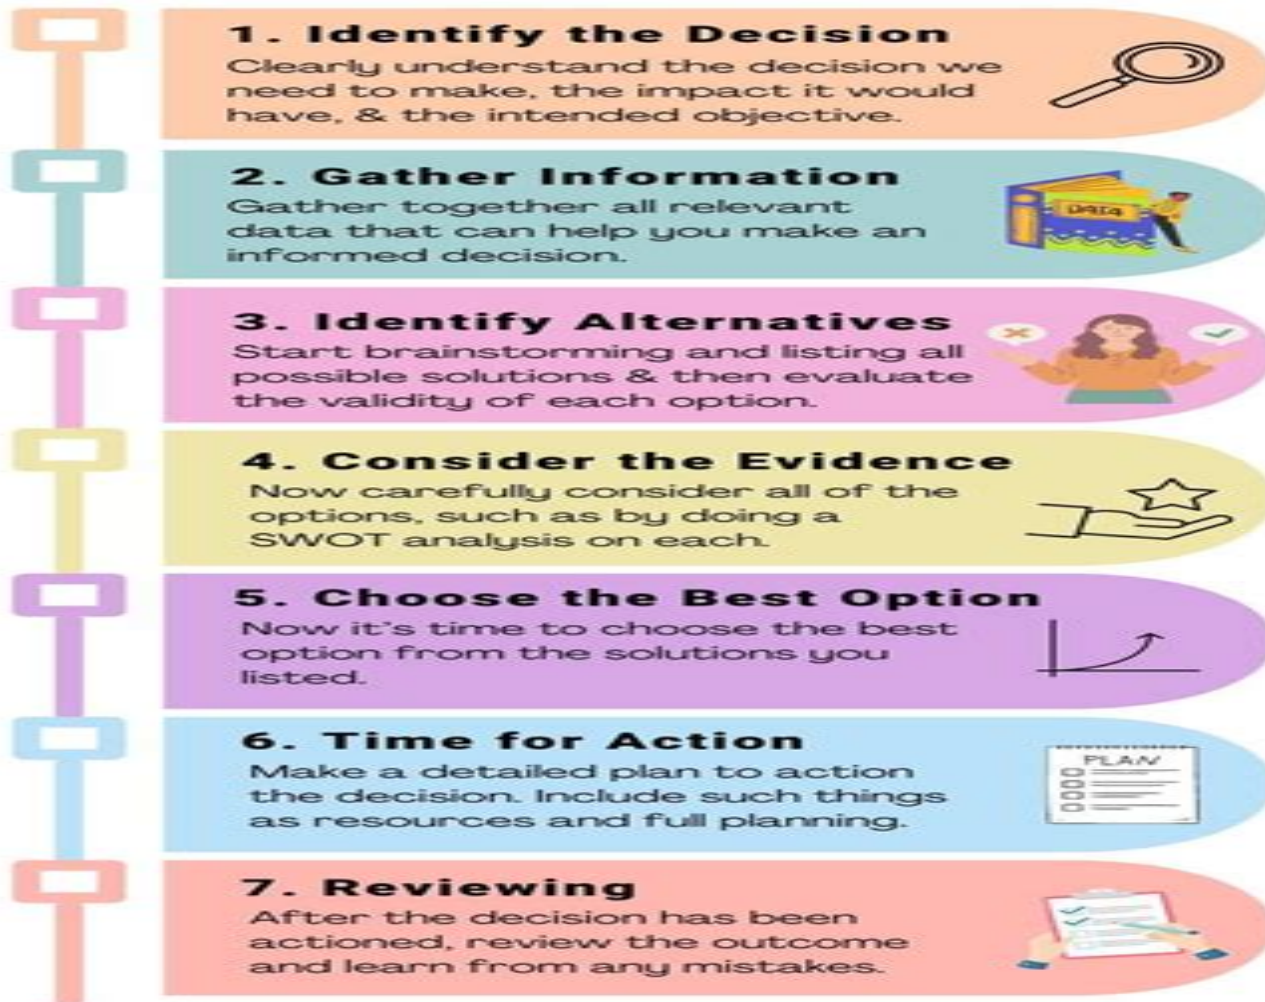 1. Identify the Decision
Clearly understand the decision we
need to make, the impact it would
have, & the intended objective.
2. Gather Information
Gather together all relevant
data that can help you make an
informed decision.
DATA
3. Identify Alternatives
Start brainstorming and listing all
possible solutions & then evaluate
the validity of each option.
4. Consider the Evidence
Now carefully consider all of the
options, such as by doing a
SWOT analysis on each.
5. Choose the Best Option
Now it's time to choose the best
option from the solutions you
listed.
6. Time for Action
Make a detailed plan to action
the decision. Include such things
as resources and full planning.
PLAN
7. Reviewing
After the decision has been
actioned, review the outcome
and learn from any mistakes.